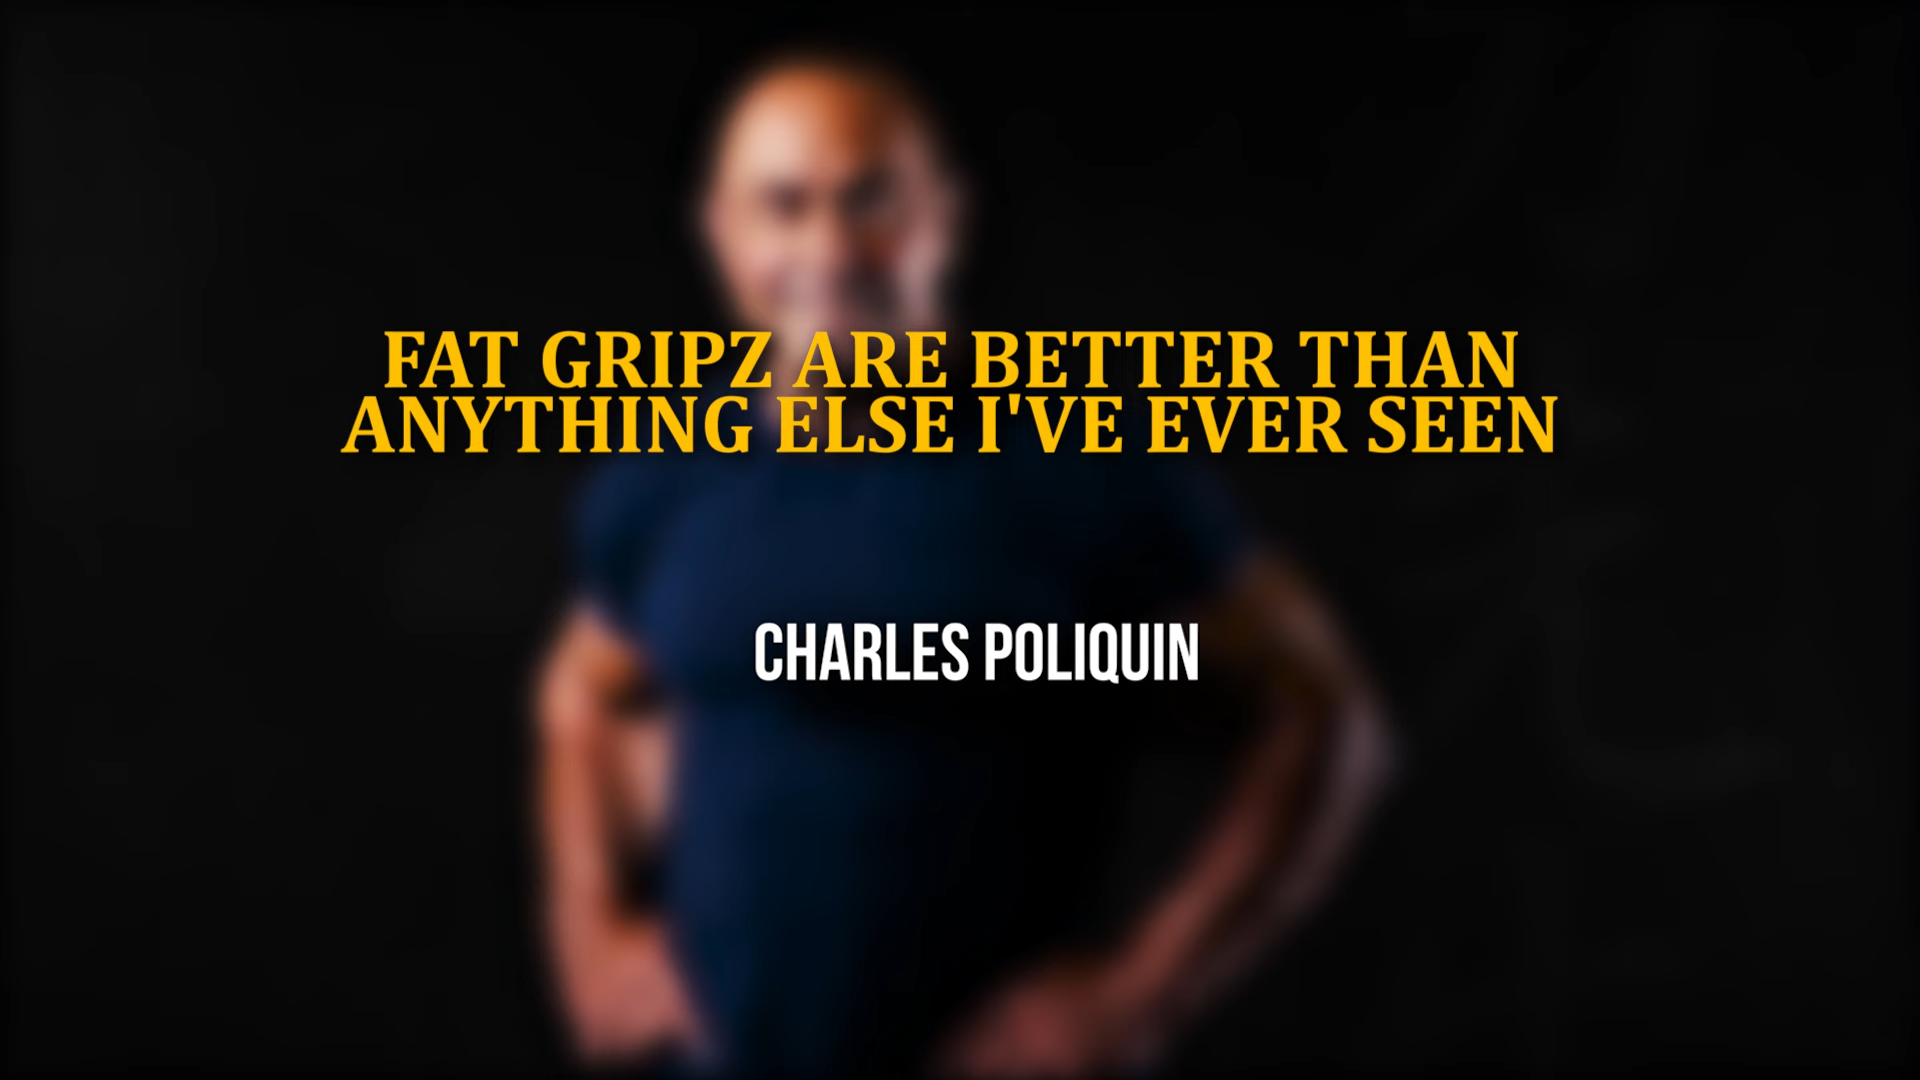 FAT GRIPZ ARE BETTER THAN
ANYTHING ELSE I'VE EVER SEEN
CHARLES POLIQUIN